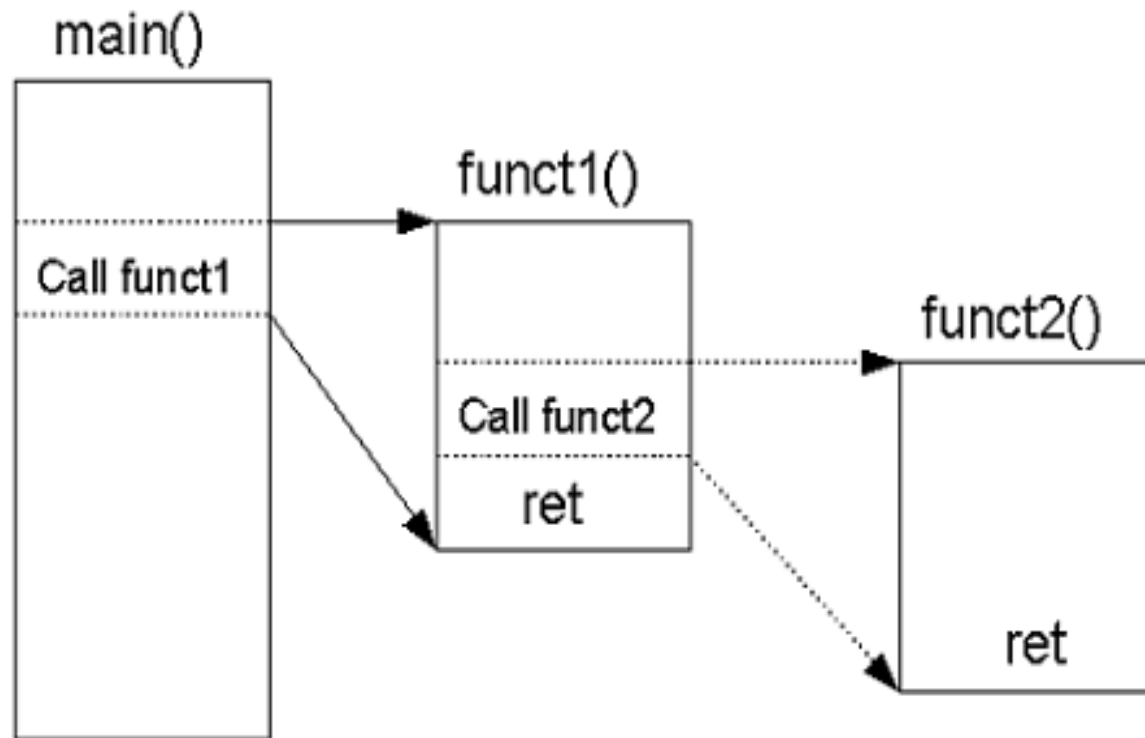 main()
funct1()
Call funct1
funct2()
Call funct2
ret
ret